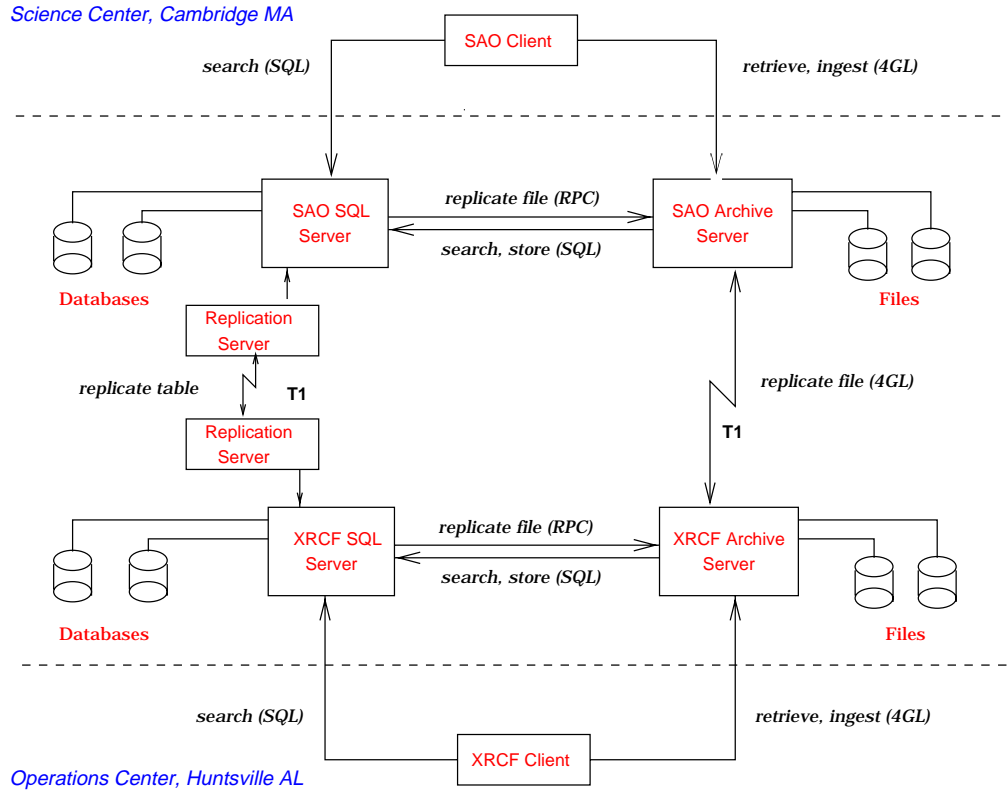 Science Center, Cambridge MA
SAO Client
search (SQL)
retrieve, ingest (4GL)
SAO SQL
Server
replicate file (RPC)
search, store (SQL)
SAO Archive
Server
Databases
Files
Replication
Server
replicate table
T1
replicate file (4GL)
T1
Replication
Server
XRCF SQL
Server
replicate file (RPC)
search, store (SQL)
XRCF Archive
Server
Databases
Files
search (SQL)
retrieve, ingest (4GL)
XRCF Client
Operations Center, Huntsville AL